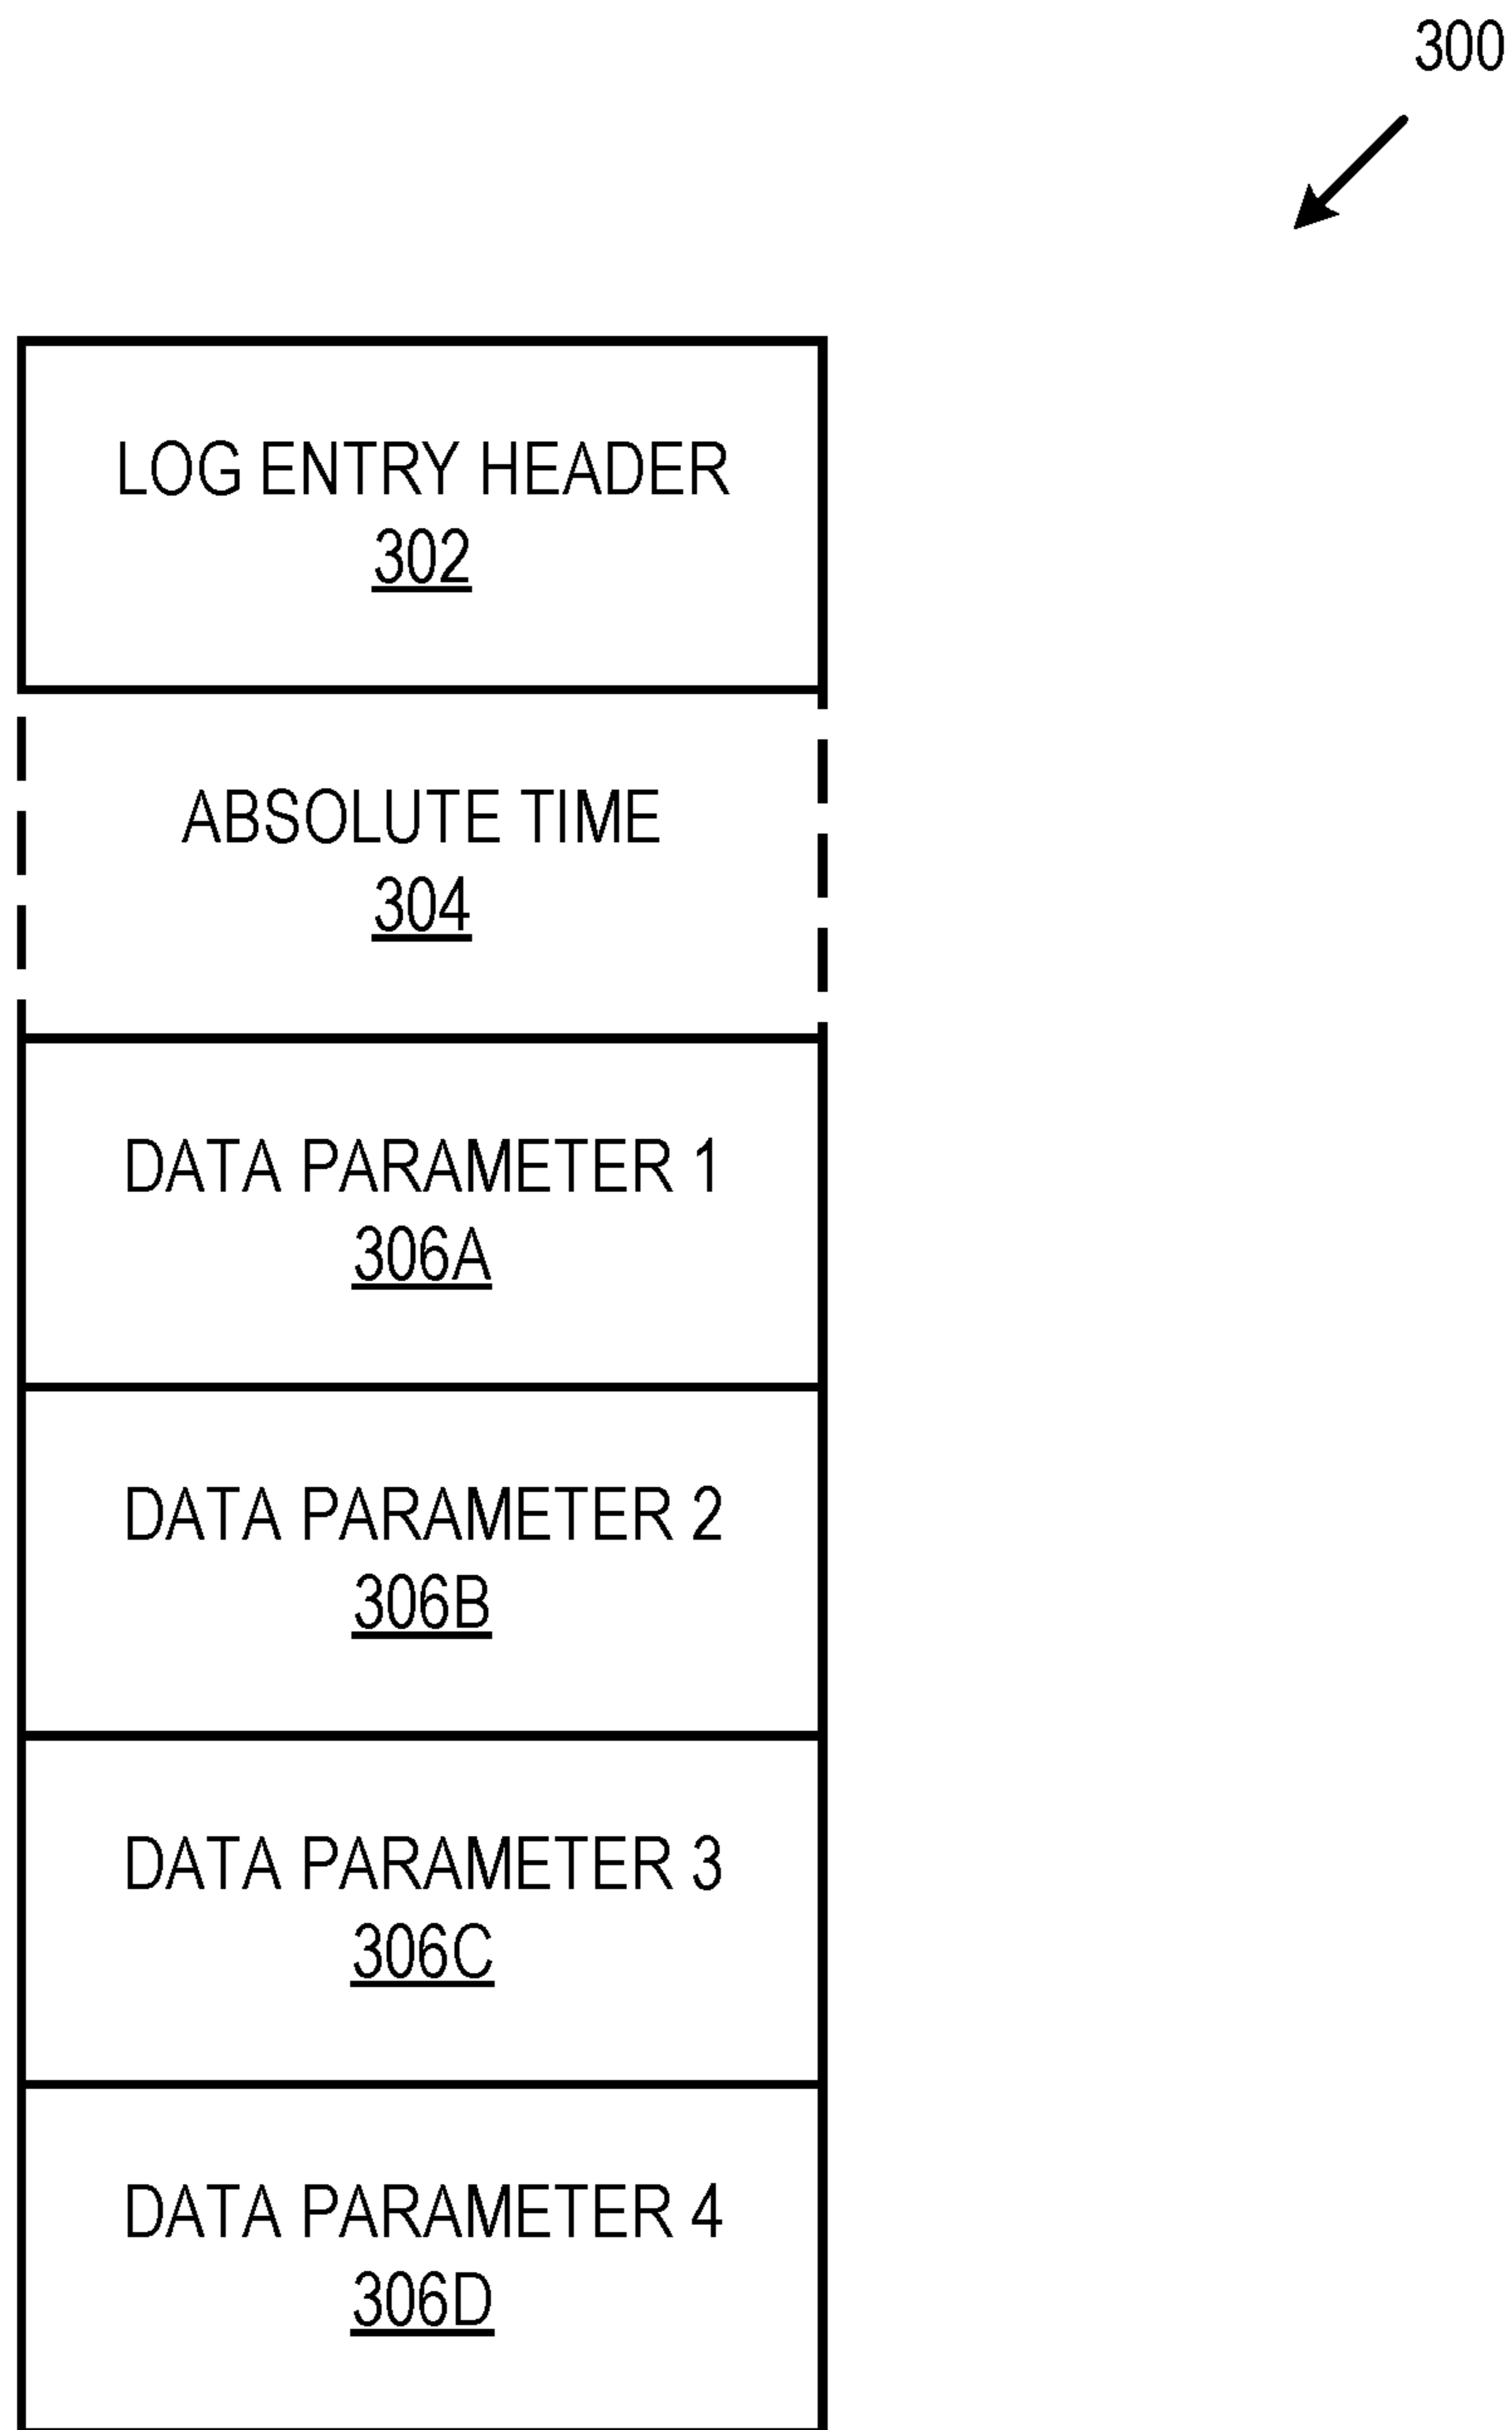 300
LOG ENTRY HEADER
302
ABSOLUTE TIME
304
DATA PARAMETER 1
306A
DATA PARAMETER 2
306B
DATA PARAMETER 3
306C
DATA PARAMETER 4
306D